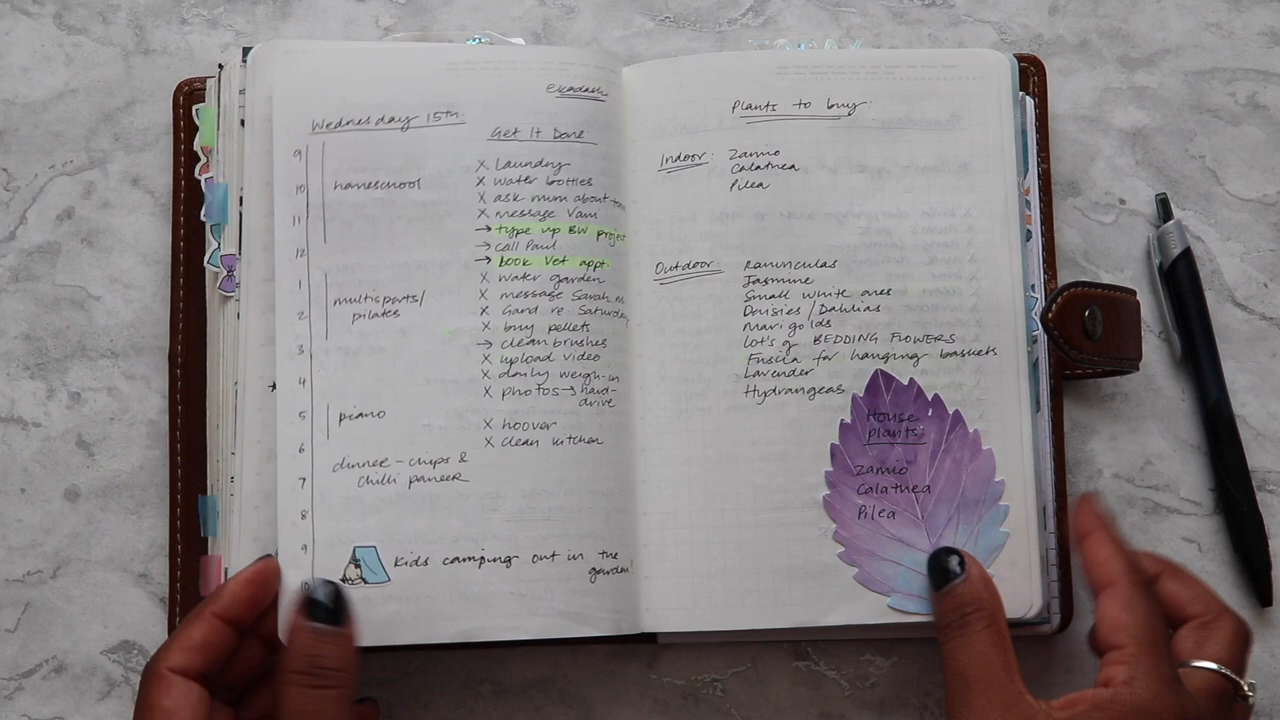 ekadash
Wednesday 15th.
Get It Done
9
10
11
12
1
2
3
4
5
6
7
8
9
homeschool
multisports/
pilates
piano
dinner - chips &
chilli paneer
X Laundry
X water bottles
X ask mum about
X message Vam
→ type up BW project
→ call Paul
→ book Vet appt.
X water garden
X message Sarah m
X Gand re Saturday
X buy pellets
→ clean brushes
X upload video
X daily weigh-in
X photos → hard-
drive
X hoover
X clean kitchen
Kids camping out in the
garden!
TODAY
Plants to buy:
Indoor: Zamio
Calathea
Pilea
Outdoor: Ranunculas
Jasmine
Small white ones
Deisies / Dahlias
Marigolds
Lot's of BEDDING FLOWERS
for hanging baskets
Lavender
Hydrangeas
House
plants:
Zamio
Calathea
Pilea